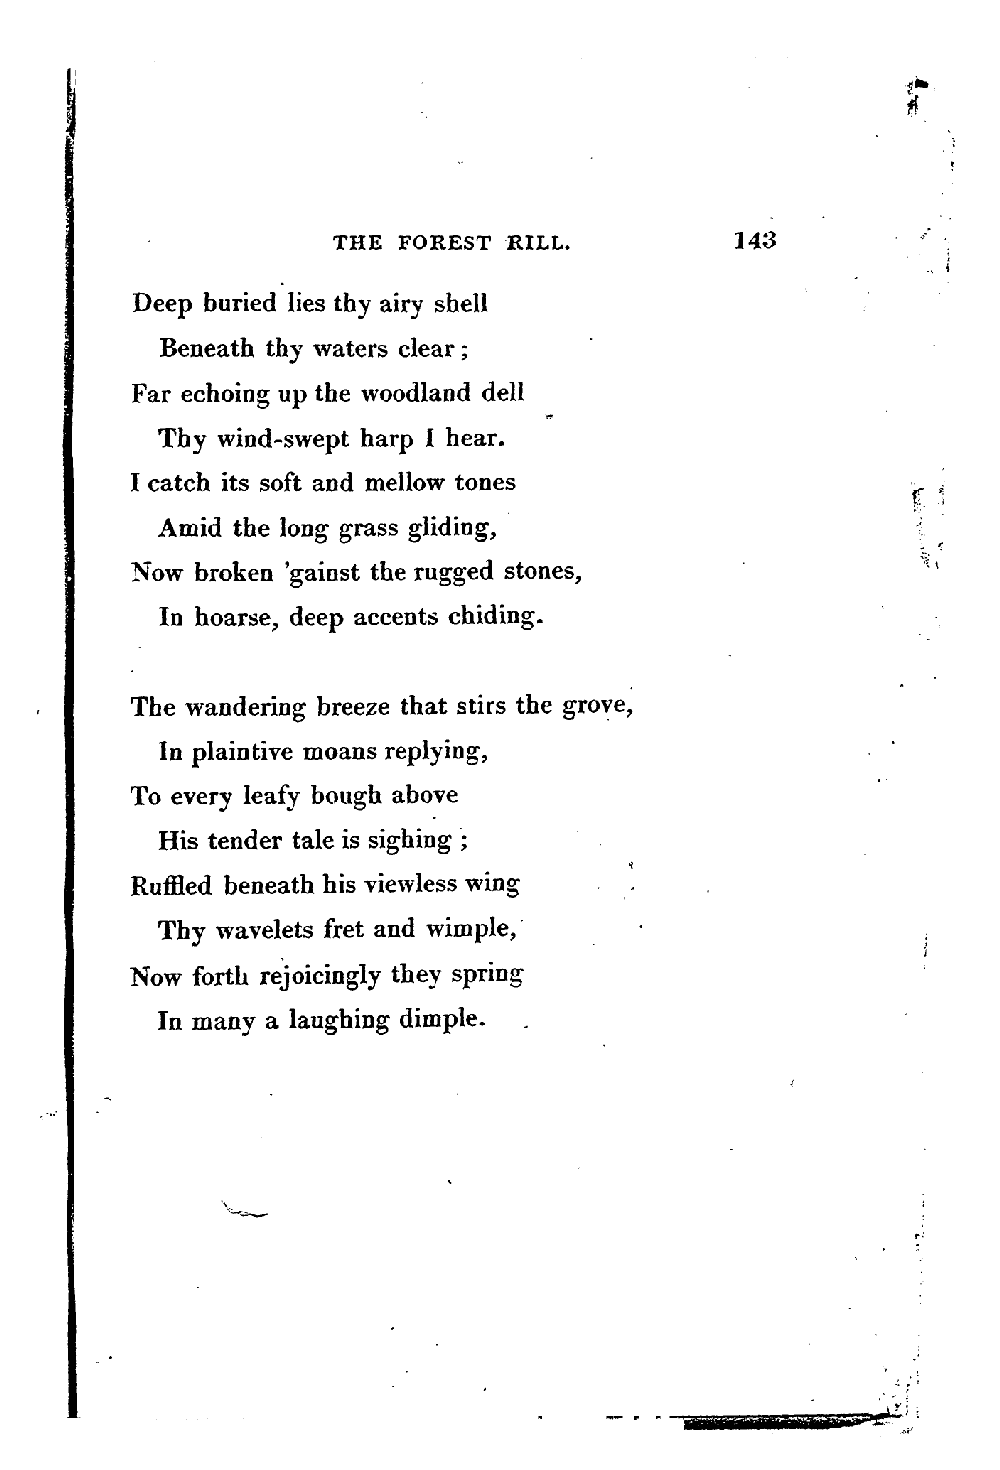 THE FOREST RILL. 143
Deep buried lies thy airy shell
Beneath thy waters clear ;
Far echoing up the woodland dell
Thy wind-swept harp I hear.
I catch its soft and mellow tones
Amid the long grass gliding,
Now broken 'gainst the rugged stones,
In hoarse, deep accents chiding.
The wandering breeze that stirs the grove,
In plaintive moans replying,
To every leafy bough above
His tender tale is sighing ;
Ruffled beneath his viewless wing
Thy wavelets fret and wimple,
Now forth rejoicingly they spring
In many a laughing dimple.